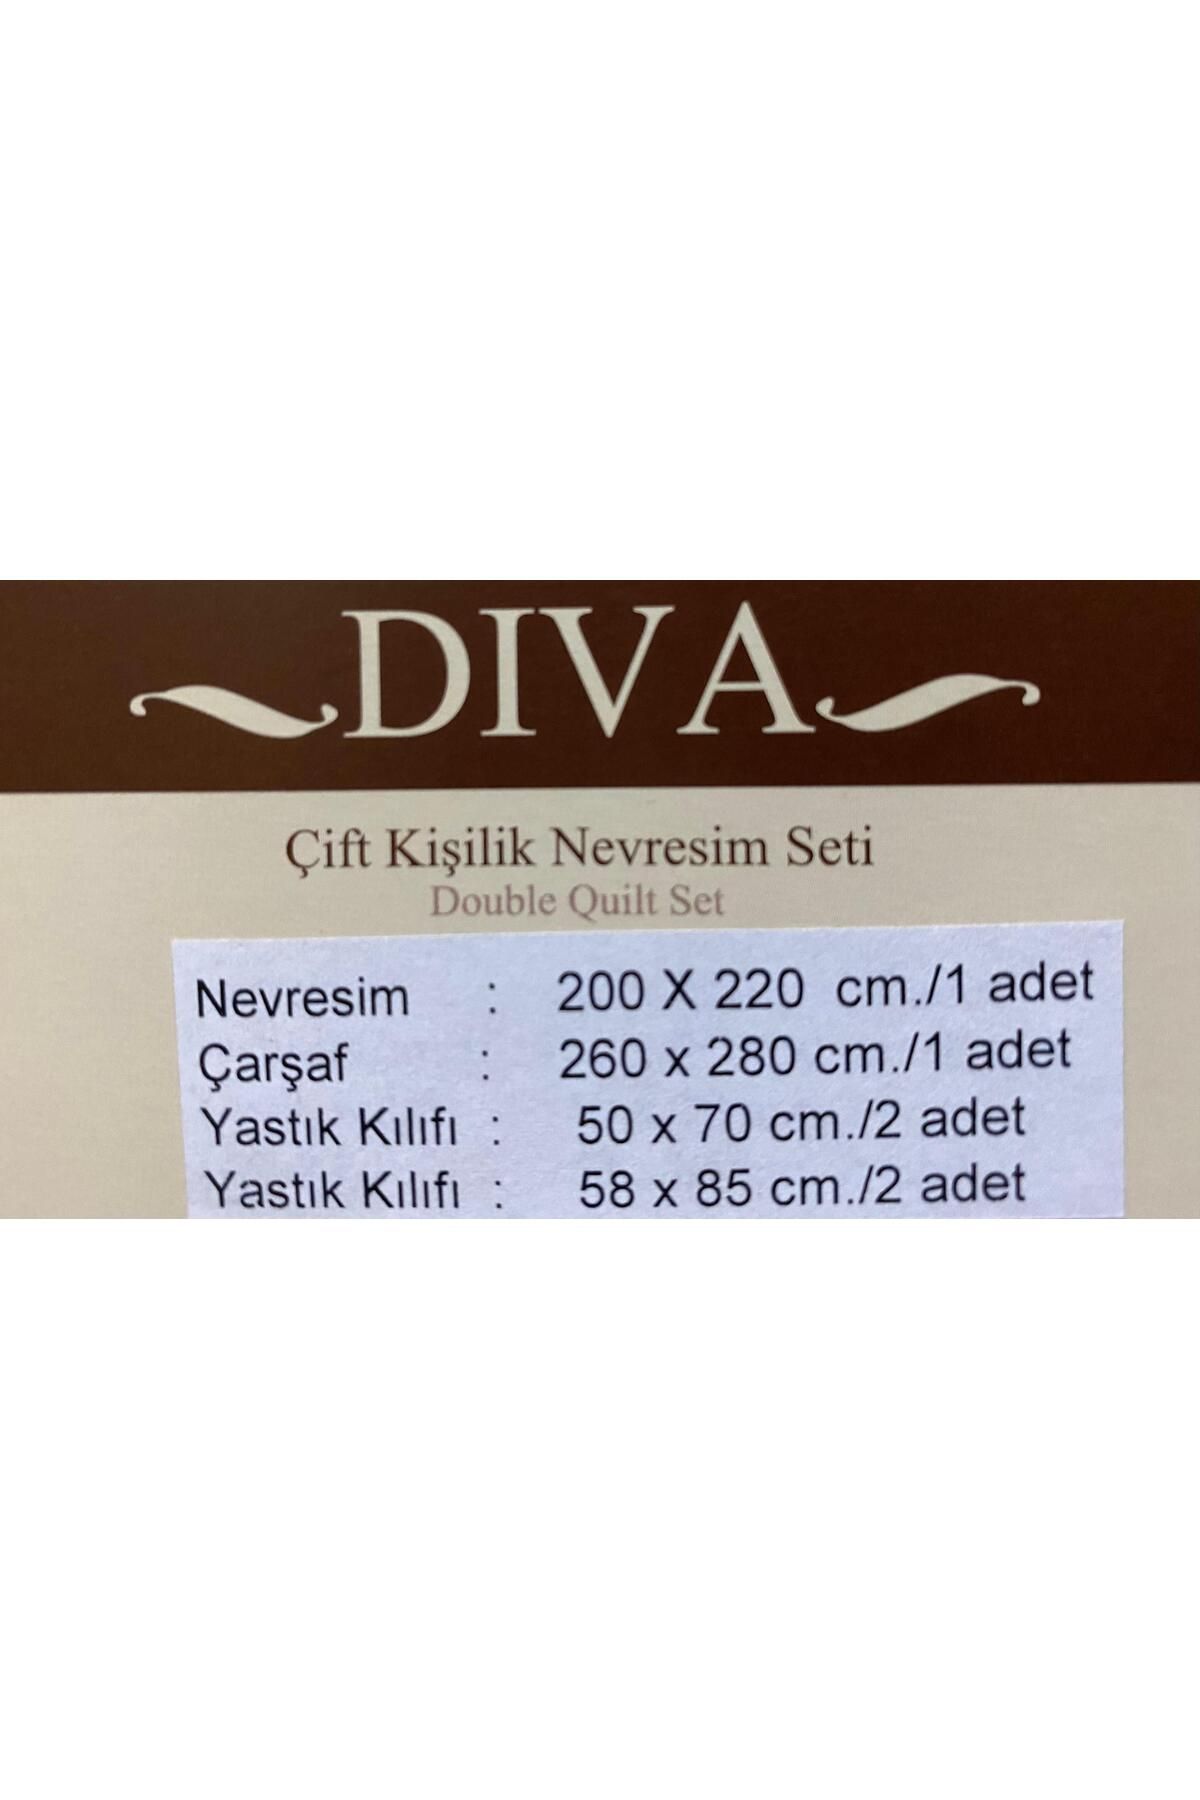 DIVA
Çift Kişilik Nevresim Seti
Double Quilt Set
Nevresim : 200 X 220 cm./1 adet
Çarşaf : 260 x 280 cm./1 adet
Yastık Kılıfı : 50 x 70 cm./2 adet
Yastık Kılıfı : 58 x 85 cm./2 adet